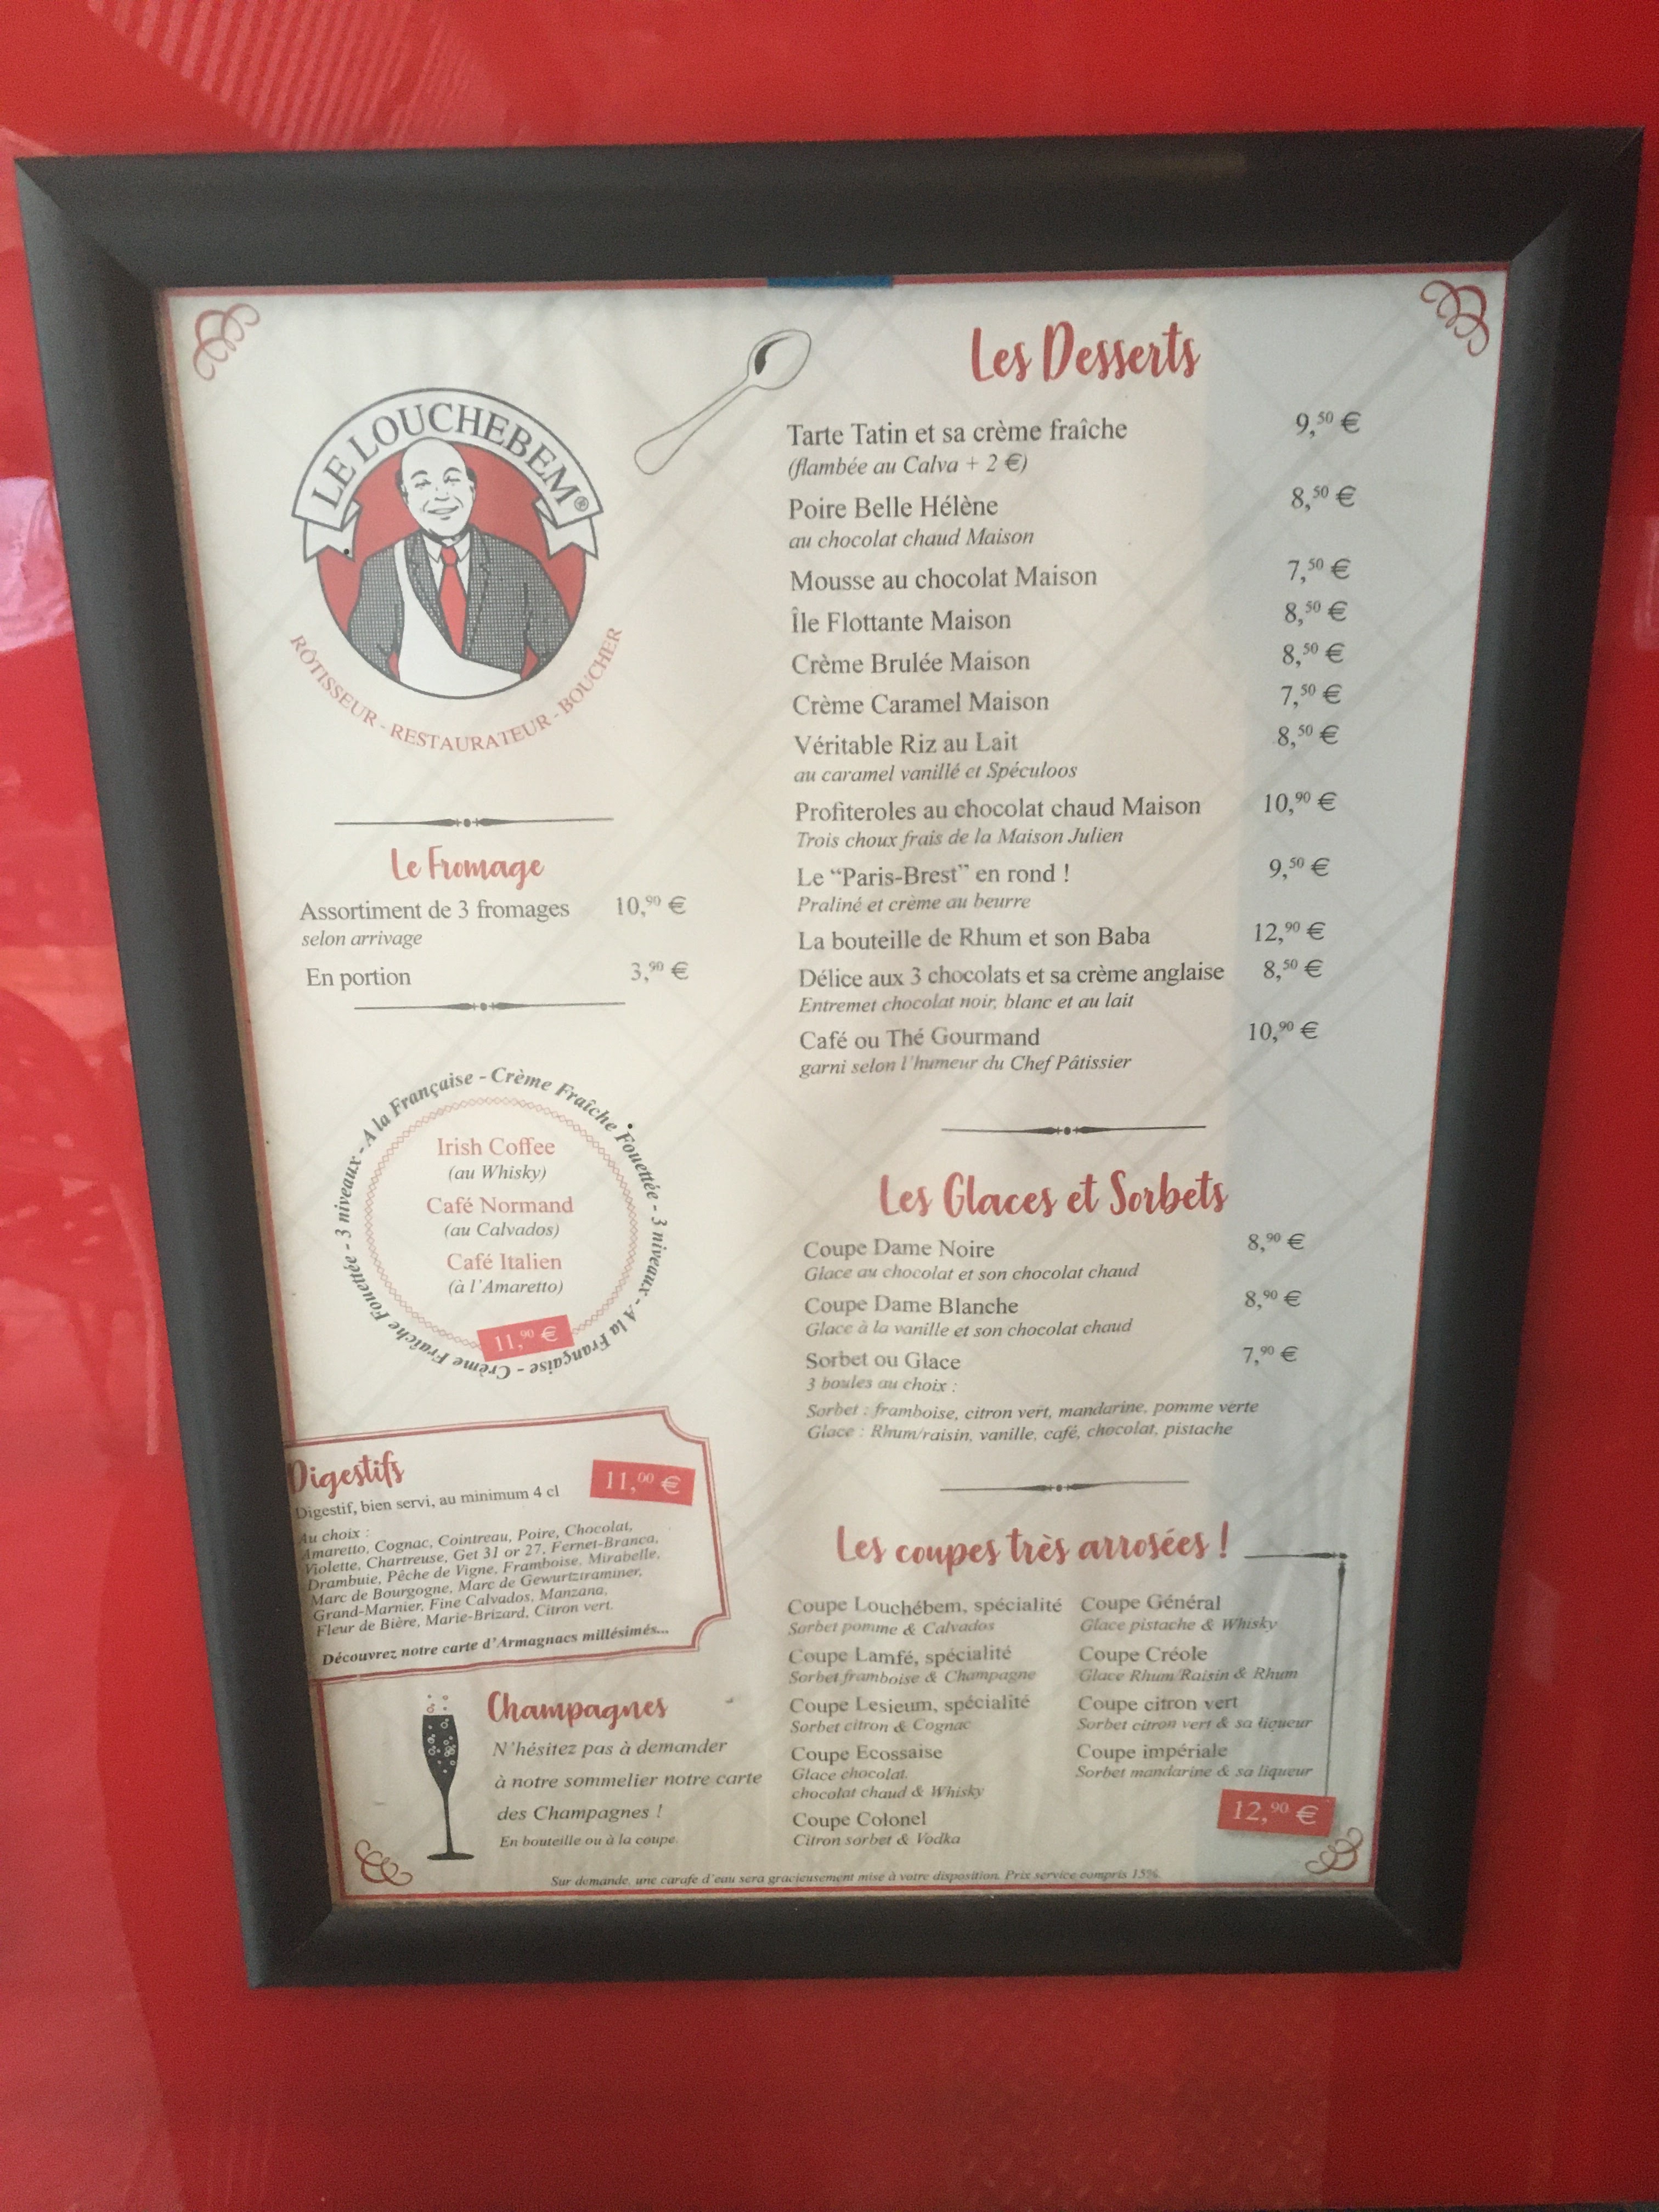 LE LOUCHEBEM®
RÔTISSEUR - RESTAURATEUR - BOUCHER
Le Fromage
Assortiment de 3 fromages 10,90 €
selon arrivage
En portion 3,90 €
A la Française - Crème Fraîche Fouettée - 3 niveaux - A la Française - Crème Fraîche Fouettée - 3 niveaux -
Irish Coffee
(au Whisky)
Café Normand
(au Calvados)
Café Italien
(à l'Amaretto)
11,90 €
Digestifs
Digestif, bien servi, au minimum 4 cl 11,00 €
Au choix :
Amaretto, Cognac, Cointreau, Poire, Chocolat,
Violette, Chartreuse, Get 31 or 27, Fernet-Branca,
Drambuie, Pêche de Vigne, Framboise, Mirabelle,
Marc de Bourgogne, Marc de Gewurtztraminer,
Grand-Marnier, Fine Calvados, Manzana,
Fleur de Bière, Marie-Brizard, Citron vert.
Découvrez notre carte d'Armagnacs millésimés...
Champagnes
N'hésitez pas à demander
à notre sommelier notre carte
des Champagnes !
En bouteille ou à la coupe.
Les Desserts
Tarte Tatin et sa crème fraîche 9,50 €
(flambée au Calva + 2 €)
Poire Belle Hélène 8,50 €
au chocolat chaud Maison
Mousse au chocolat Maison 7,50 €
Île Flottante Maison 8,50 €
Crème Brulée Maison 8,50 €
Crème Caramel Maison 7,50 €
Véritable Riz au Lait 8,50 €
au caramel vanillé et Spéculoos
Profiteroles au chocolat chaud Maison 10,90 €
Trois choux frais de la Maison Julien
Le "Paris-Brest" en rond ! 9,50 €
Praliné et crème au beurre
La bouteille de Rhum et son Baba 12,90 €
Délice aux 3 chocolats et sa crème anglaise 8,50 €
Entremet chocolat noir, blanc et au lait
Café ou Thé Gourmand 10,90 €
garni selon l'humeur du Chef Pâtissier
Les Glaces et Sorbets
Coupe Dame Noire 8,90 €
Glace au chocolat et son chocolat chaud
Coupe Dame Blanche 8,90 €
Glace à la vanille et son chocolat chaud
Sorbet ou Glace 7,90 €
3 boules au choix :
Sorbet : framboise, citron vert, mandarine, pomme verte
Glace : Rhum/raisin, vanille, café, chocolat, pistache
Les coupes très arrosées !
Coupe Louchébem, spécialité
Sorbet pomme & Calvados
Coupe Lamfé, spécialité
Sorbet framboise & Champagne
Coupe Lesieum, spécialité
Sorbet citron & Cognac
Coupe Ecossaise
Glace chocolat,
chocolat chaud & Whisky
Coupe Colonel
Citron sorbet & Vodka
Coupe Général
Glace pistache & Whisky
Coupe Créole
Glace Rhum/Raisin & Rhum
Coupe citron vert
Sorbet citron vert & sa liqueur
Coupe impériale
Sorbet mandarine & sa liqueur
12,90 €
Sur demande, une carafe d'eau sera gracieusement mise à votre disposition. Prix service compris 15%.